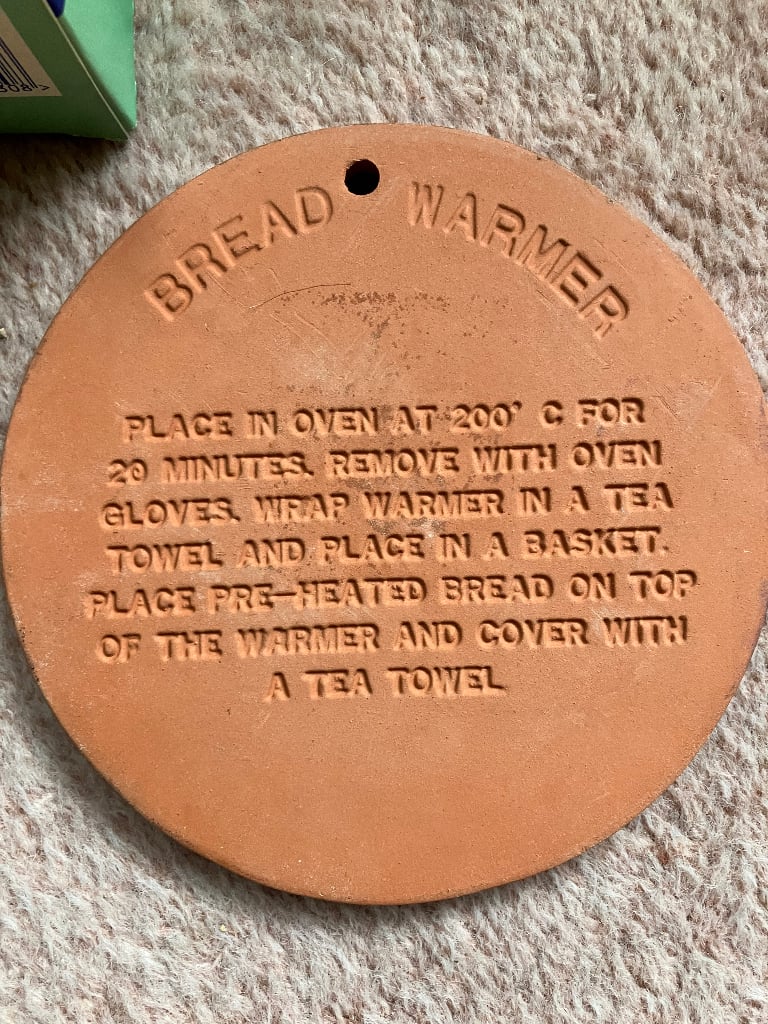 BREAD WARMER
PLACE IN OVEN AT 200' C FOR
20 MINUTES. REMOVE WITH OVEN
GLOVES. WRAP WARMER IN A TEA
TOWEL AND PLACE IN A BASKET.
PLACE PRE-HEATED BREAD ON TOP
OF THE WARMER AND COVER WITH
A TEA TOWEL